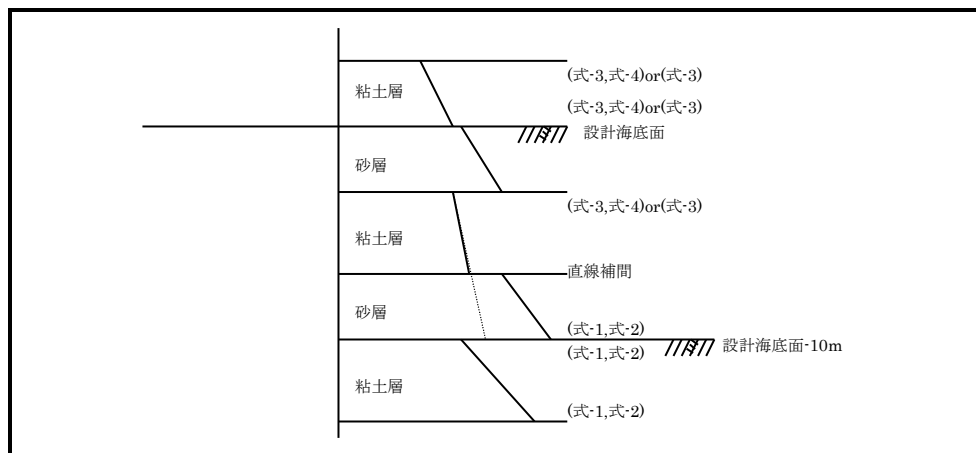 (式-3,式-4)or(式-3)
粘土層
(式-3,式-4)or(式-3)
設計海底面
砂層
(式-3,式-4)or(式-3)
粘土層
直線補間
砂層
(式-1,式-2)
設計海底面-10m
(式-1,式-2)
粘土層
(式-1,式-2)